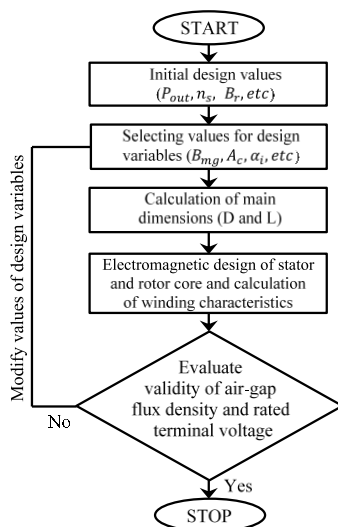 START
Initial design values
(P_out, n_s, B_r, etc)
Selecting values for design
variables (B_mg, A_c, α_i, etc)
Calculation of main
dimensions (D and L)
Electromagnetic design of stator
and rotor core and calculation
of winding characteristics
Evaluate
validity of air-gap
flux density and rated
terminal voltage
No
Modify values of design variables
Yes
STOP